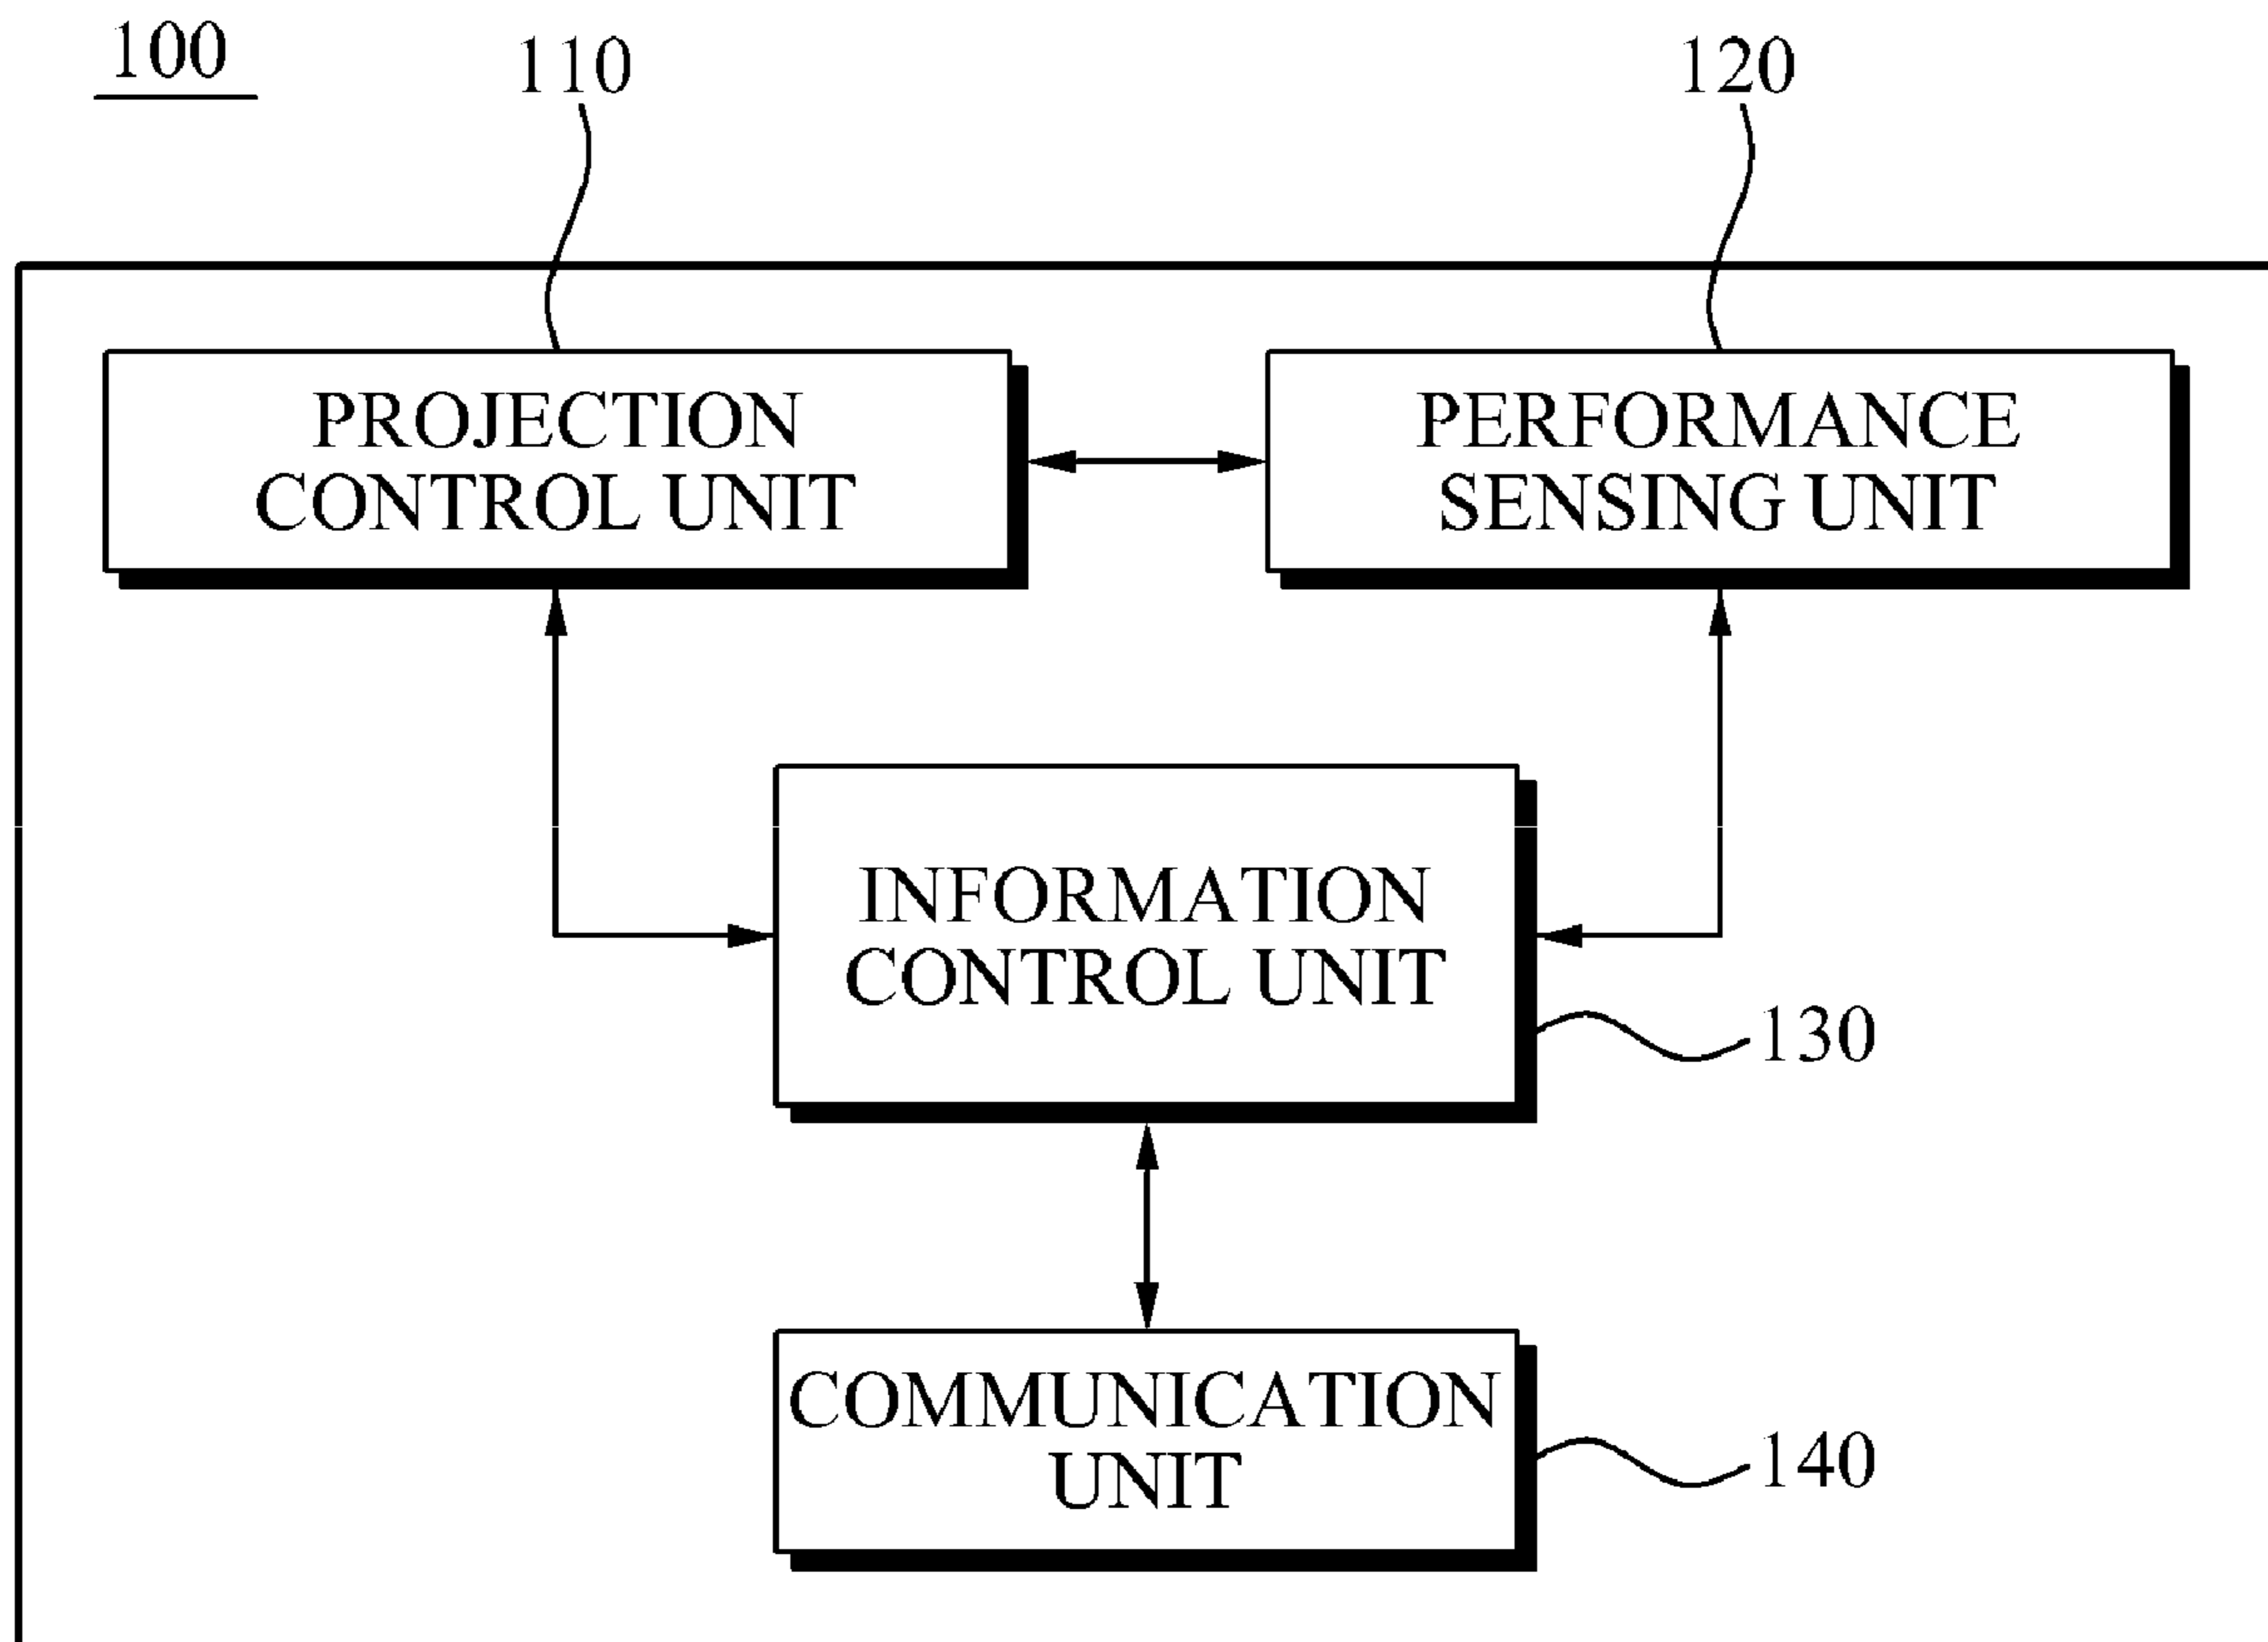 100
110
120
PROJECTION
CONTROL UNIT
PERFORMANCE
SENSING UNIT
INFORMATION
CONTROL UNIT
130
COMMUNICATION
UNIT
140